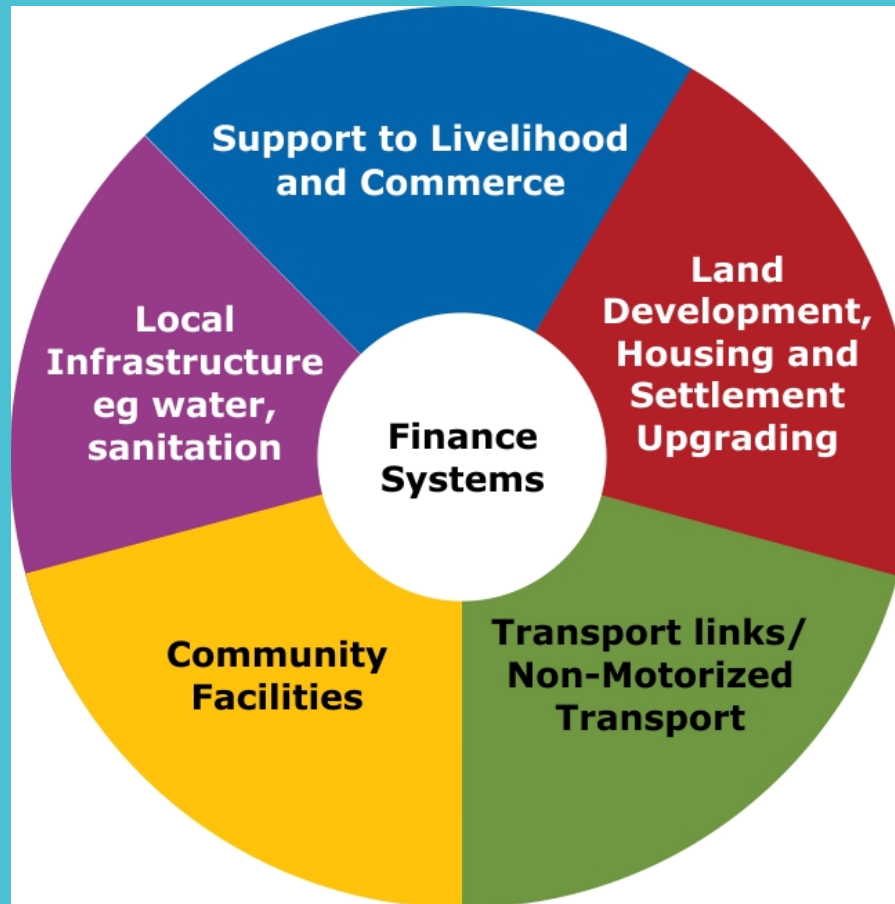 Support to Livelihood
and Commerce
Land
Development,
Housing and
Settlement
Upgrading
Local
Infrastructure
eg water,
sanitation
Finance
Systems
Transport links/
Non-Motorized
Transport
Community
Facilities